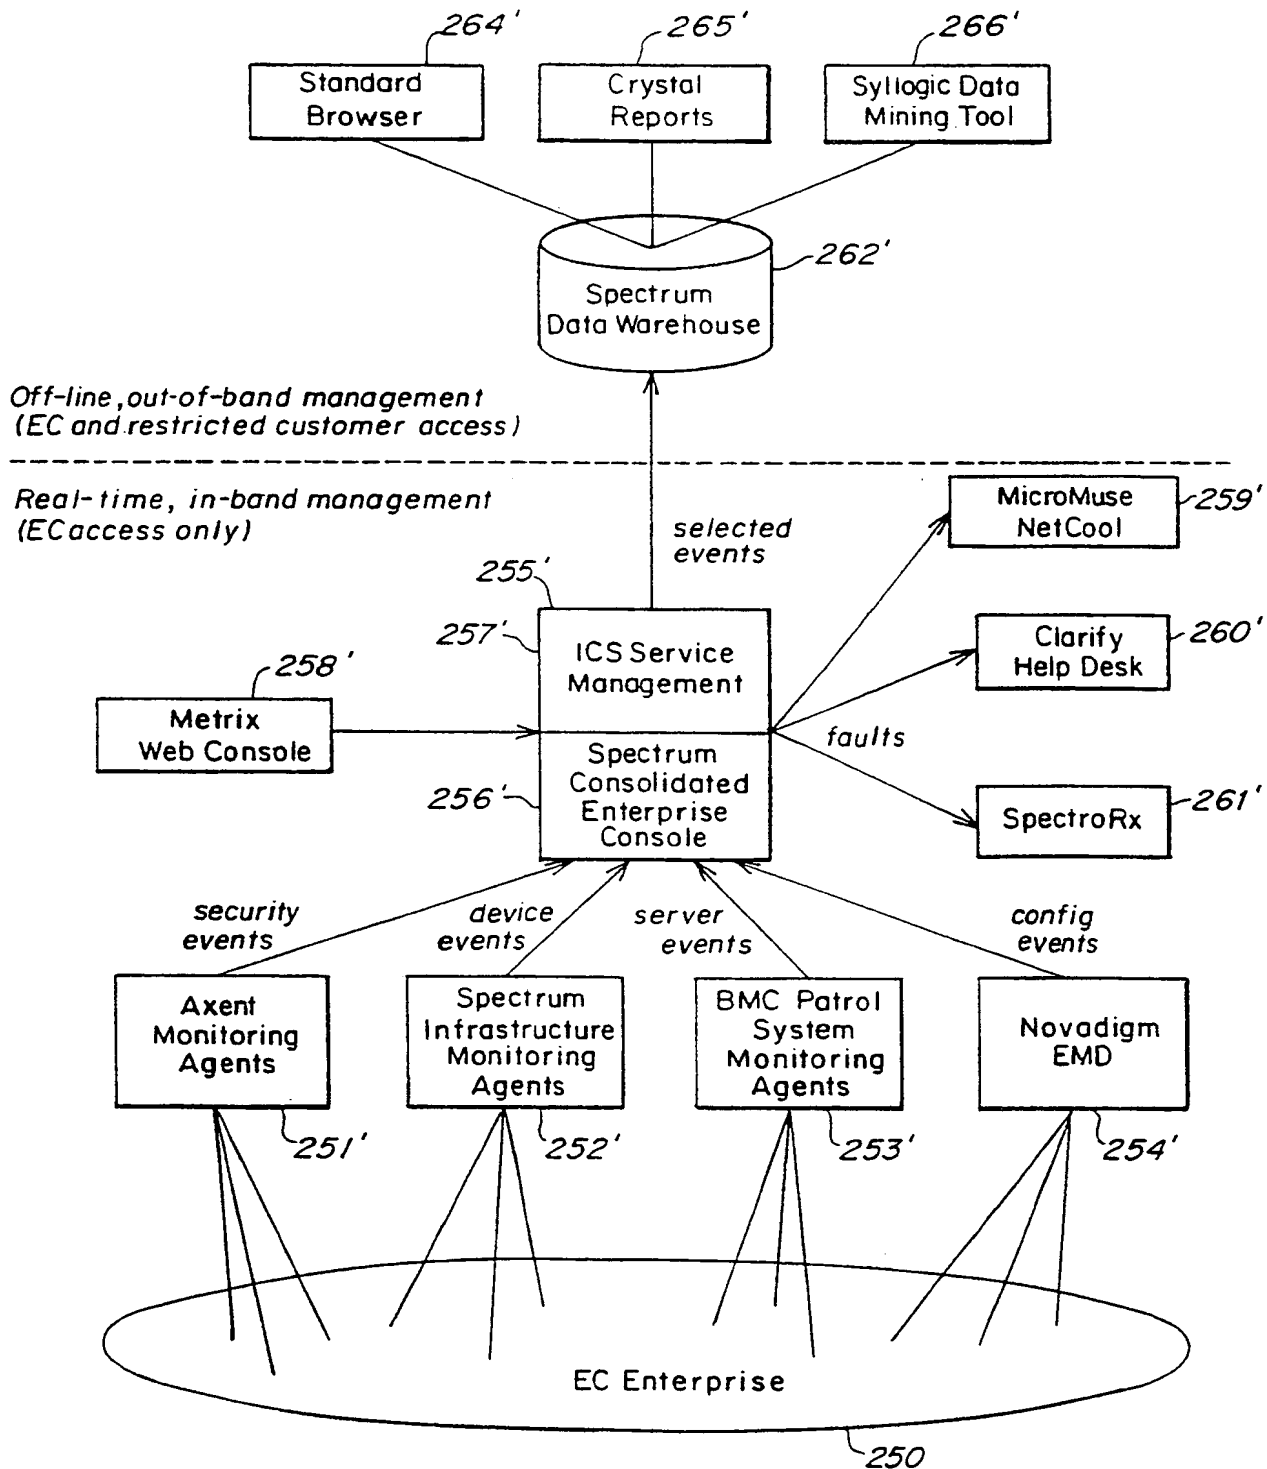 264'
265'
266'
Standard
Browser
Crystal
Reports
Syllogic Data
Mining Tool
262'
Spectrum
Data Warehouse
Off-line, out-of-band management
(EC and restricted customer access)
Real-time, in-band management
(EC access only)
selected
events
MicroMuse
NetCool
259'
255'
257'
ICS Service
Management
Clarify
Help Desk
260'
258'
Metrix
Web Console
faults
256'
Spectrum
Consolidated
Enterprise
Console
SpectroRx
261'
security
events
device
events
server
events
config
events
Axent
Monitoring
Agents
Spectrum
Infrastructure
Monitoring
Agents
BMC Patrol
System
Monitoring
Agents
Novadigm
EMD
251'
252'
253'
254'
EC Enterprise
250